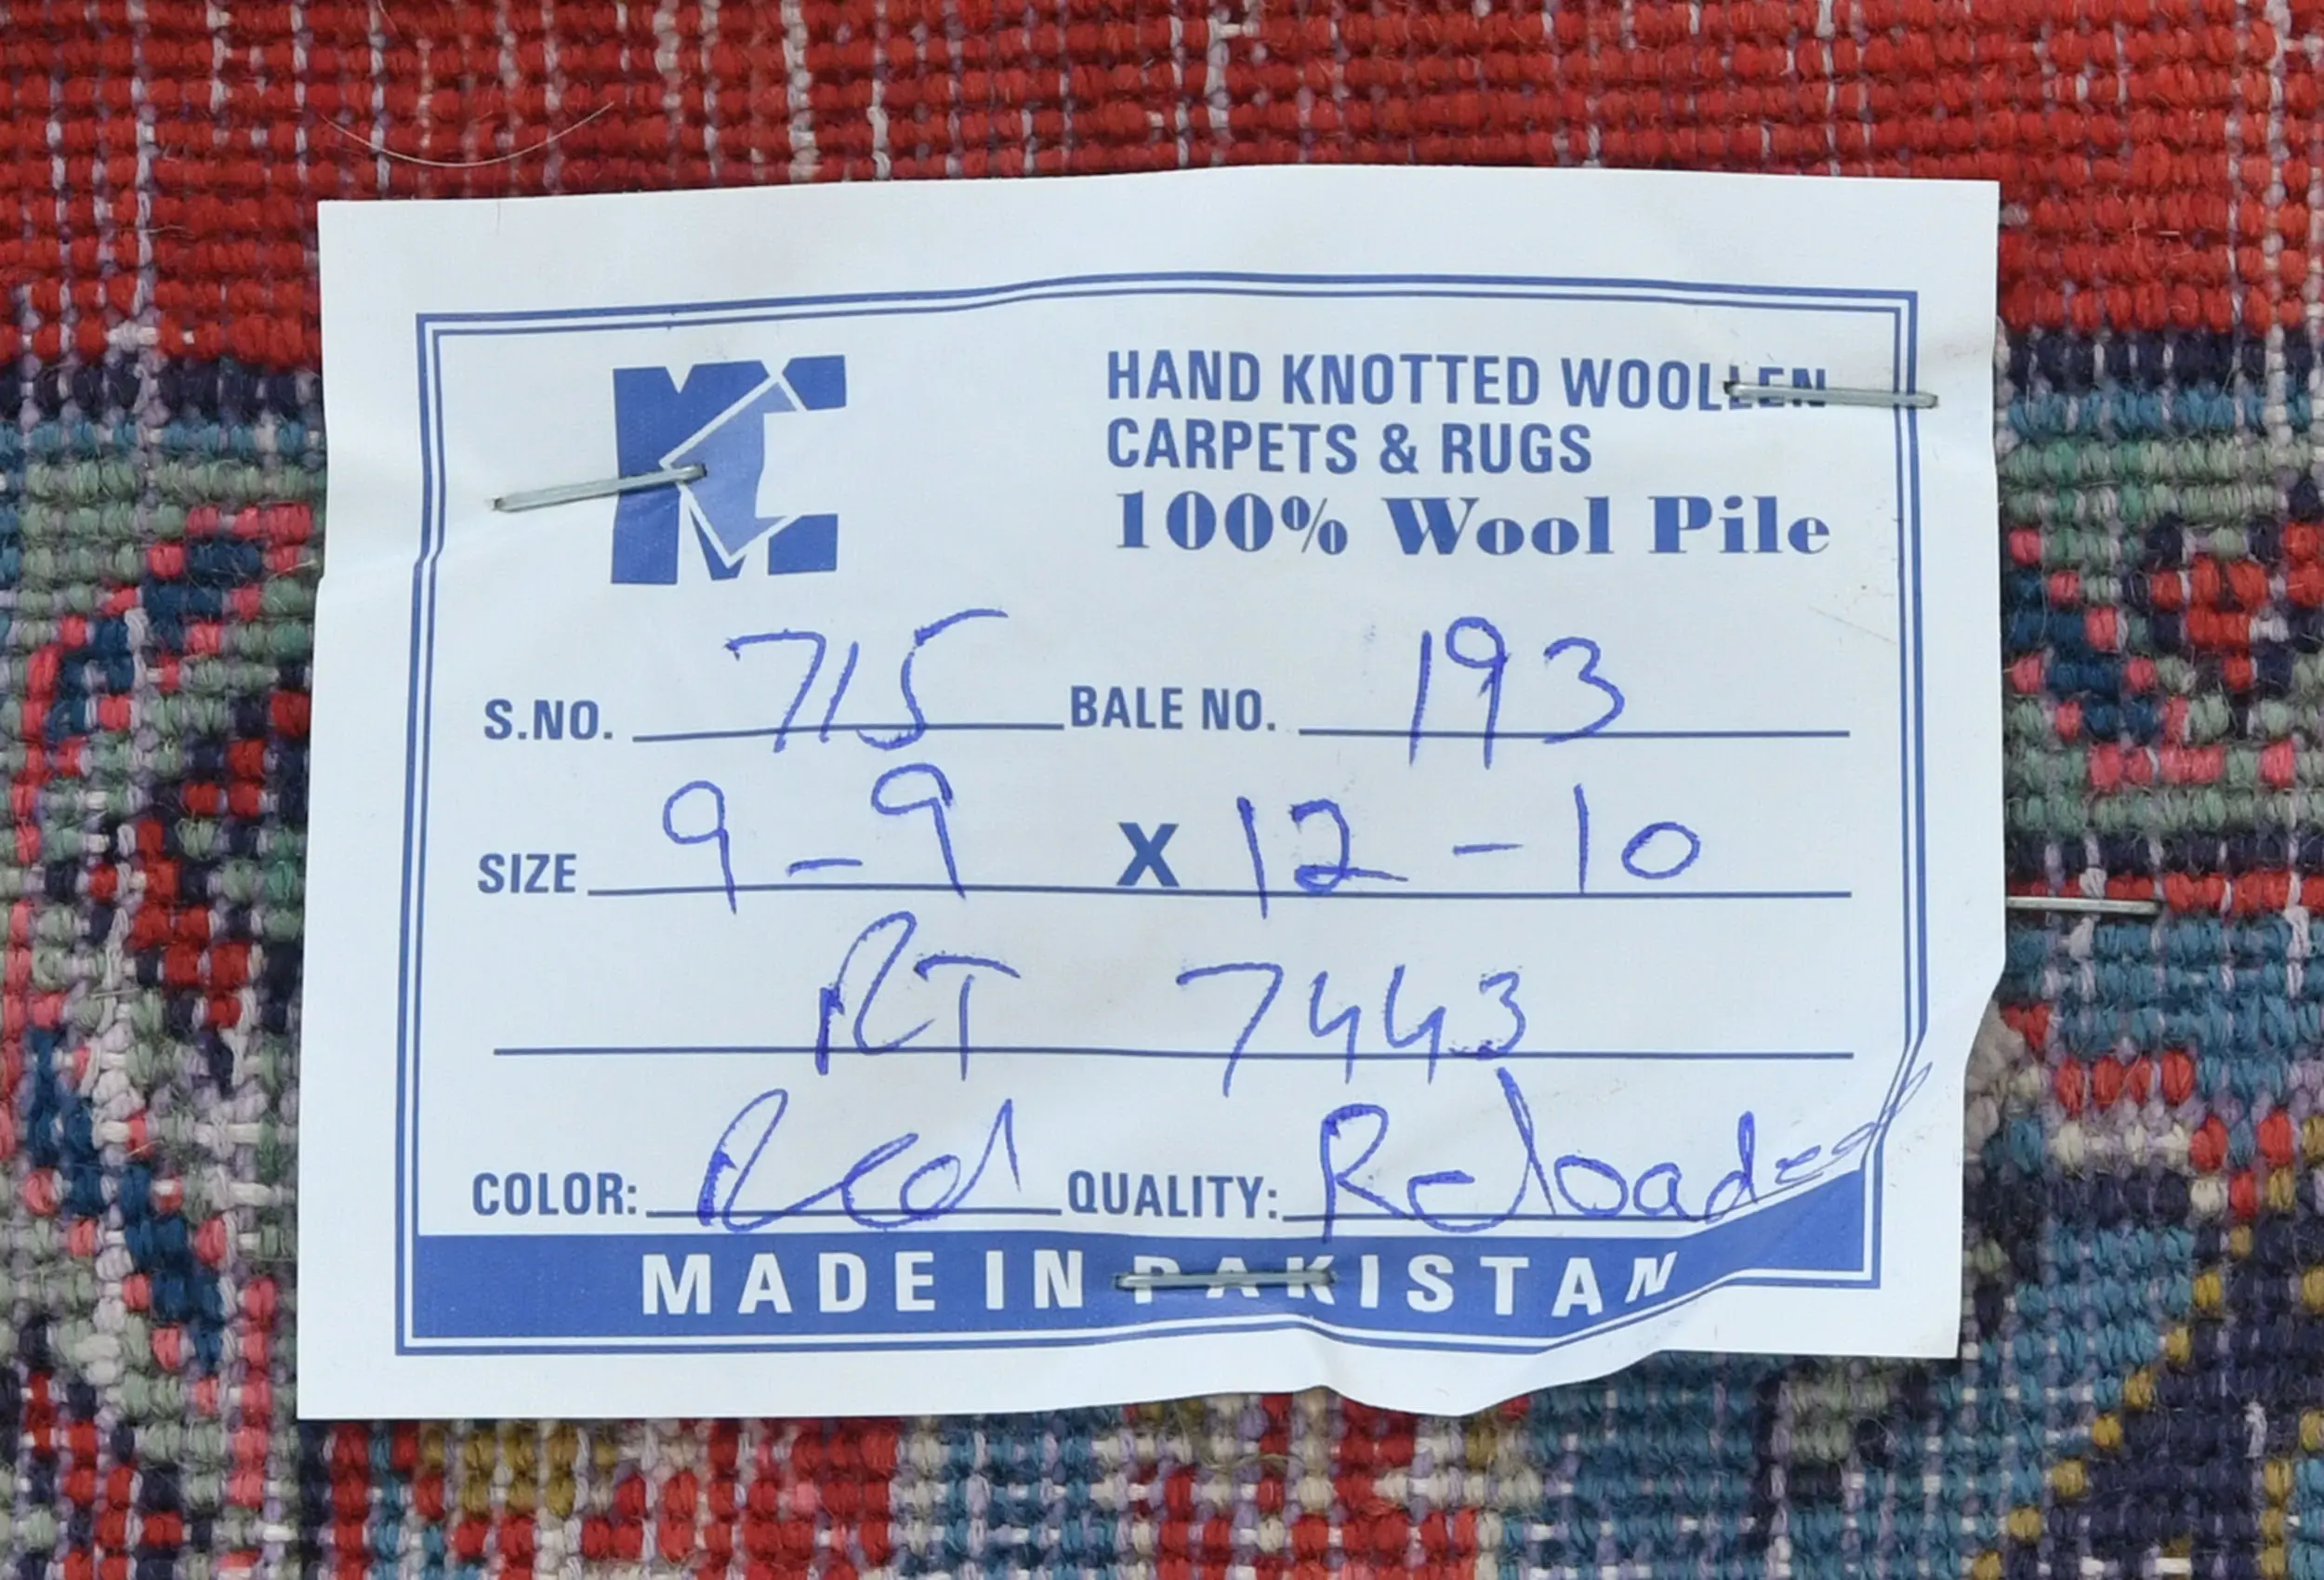 MC
HAND KNOTTED WOOLLEN
CARPETS & RUGS
100% Wool Pile
S.NO. 715 BALE NO. 193
SIZE 9-9 X 12-10
RT 7443
COLOR: Red QUALITY: Reloaded
MADE IN PAKISTAN